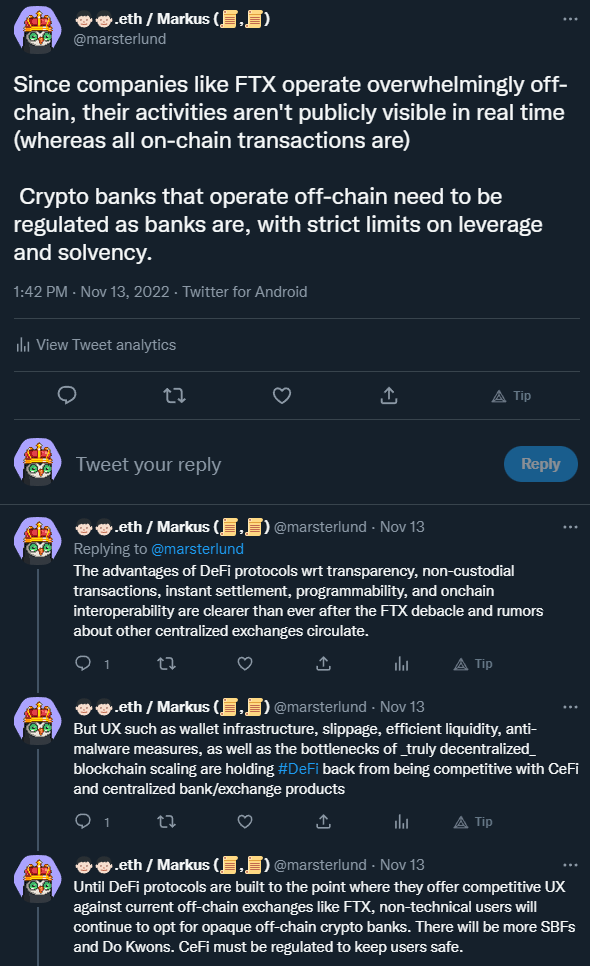 👦🏻👦🏻.eth / Markus (📜,📜)
@marsterlund
Since companies like FTX operate overwhelmingly off-
chain, their activities aren't publicly visible in real time
(whereas all on-chain transactions are)
Crypto banks that operate off-chain need to be
regulated as banks are, with strict limits on leverage
and solvency.
1:42 PM · Nov 13, 2022 · Twitter for Android
View Tweet analytics
Tip
Tweet your reply
Reply
👦🏻👦🏻.eth / Markus (📜,📜) @marsterlund · Nov 13
Replying to @marsterlund
The advantages of DeFi protocols wrt transparency, non-custodial
transactions, instant settlement, programmability, and onchain
interoperability are clearer than ever after the FTX debacle and rumors
about other centralized exchanges circulate.
1 Tip
👦🏻👦🏻.eth / Markus (📜,📜) @marsterlund · Nov 13
But UX such as wallet infrastructure, slippage, efficient liquidity, anti-
malware measures, as well as the bottlenecks of _truly decentralized_
blockchain scaling are holding #DeFi back from being competitive with CeFi
and centralized bank/exchange products
1 Tip
👦🏻👦🏻.eth / Markus (📜,📜) @marsterlund · Nov 13
Until DeFi protocols are built to the point where they offer competitive UX
against current off-chain exchanges like FTX, non-technical users will
continue to opt for opaque off-chain crypto banks. There will be more SBFs
and Do Kwons. CeFi must be regulated to keep users safe.